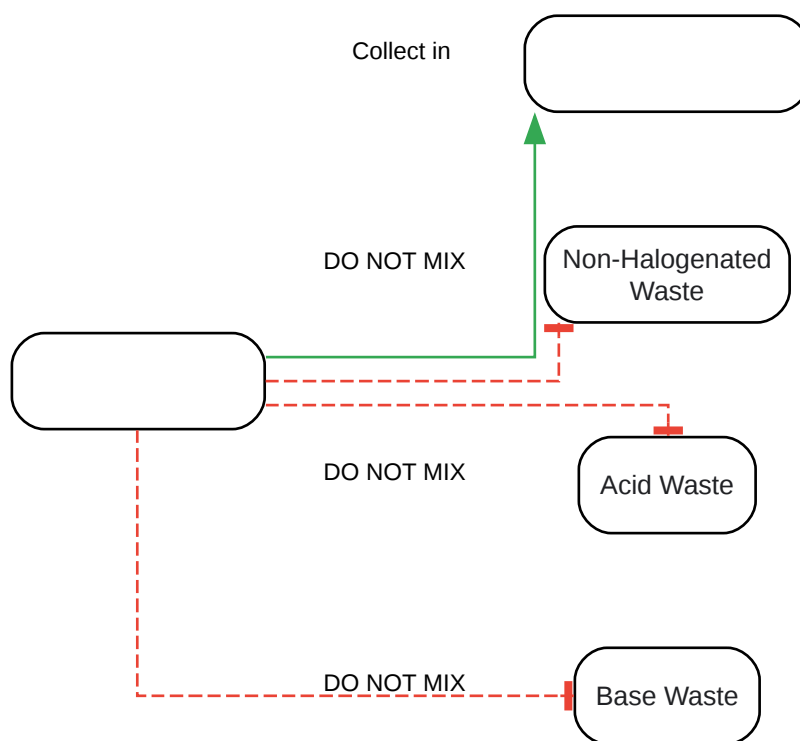 Collect in
DO NOT MIX
Non-Halogenated
Waste
DO NOT MIX
Acid Waste
DO NOT MIX
Base Waste